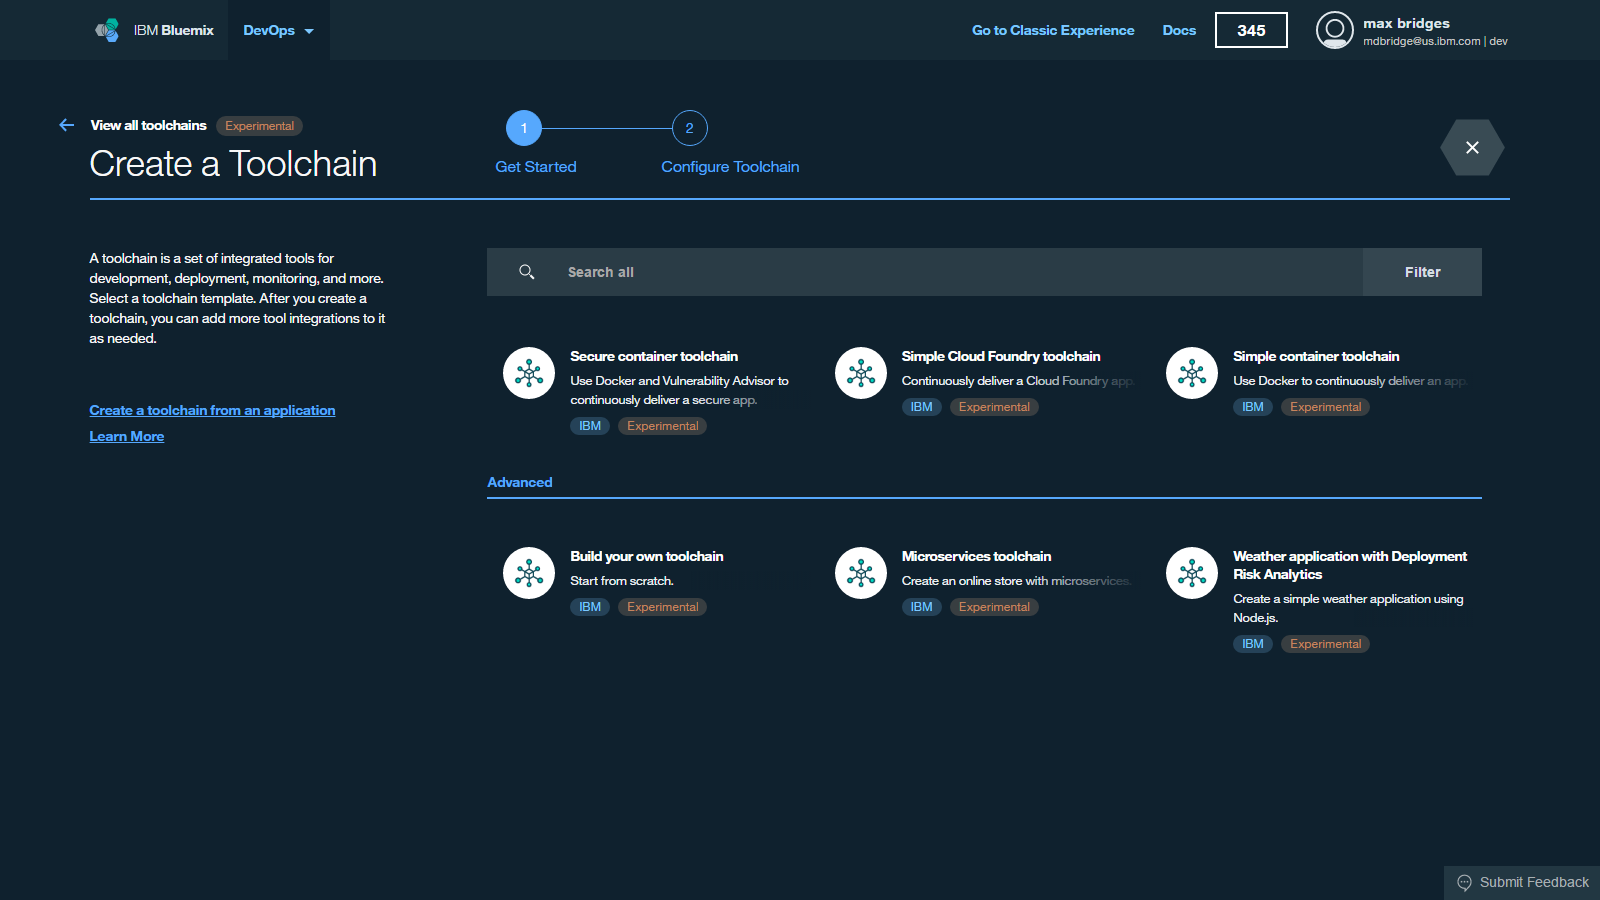 IBM Bluemix
DevOps
Go to Classic Experience
Docs
345
max bridges
mdbridge@us.ibm.com | dev
View all toolchains
Experimental
Create a Toolchain
1
2
Get Started
Configure Toolchain
A toolchain is a set of integrated tools for
development, deployment, monitoring, and more.
Select a toolchain template. After you create a
toolchain, you can add more tool integrations to it
as needed.
Create a toolchain from an application
Learn More
Search all
Filter
Secure container toolchain
Use Docker and Vulnerability Advisor to
continuously deliver a secure app.
IBM Experimental
Simple Cloud Foundry toolchain
Continuously deliver a Cloud Foundry app.
IBM Experimental
Simple container toolchain
Use Docker to continuously deliver an app.
IBM Experimental
Advanced
Build your own toolchain
Start from scratch.
IBM Experimental
Microservices toolchain
Create an online store with microservices.
IBM Experimental
Weather application with Deployment
Risk Analytics
Create a simple weather application using
Node.js.
IBM Experimental
Submit Feedback